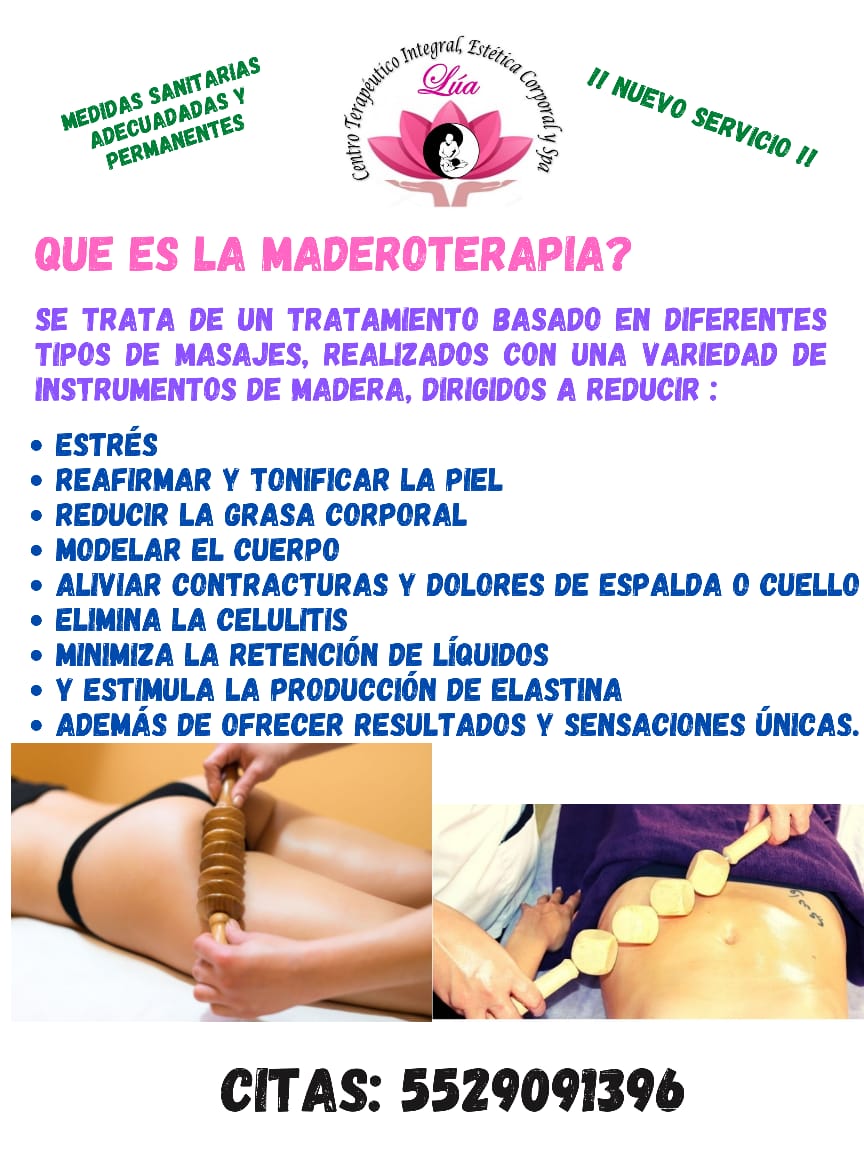 MEDIDAS SANITARIAS
ADECUADADAS Y
PERMANENTES
Centro Terapéutico Integral, Estética Corporal y Spa
Lúa
!! NUEVO SERVICIO !!
QUE ES LA MADEROTERAPIA?
SE TRATA DE UN TRATAMIENTO BASADO EN DIFERENTES
TIPOS DE MASAJES, REALIZADOS CON UNA VARIEDAD DE
INSTRUMENTOS DE MADERA, DIRIGIDOS A REDUCIR :
• ESTRÉS
• REAFIRMAR Y TONIFICAR LA PIEL
• REDUCIR LA GRASA CORPORAL
• MODELAR EL CUERPO
• ALIVIAR CONTRACTURAS Y DOLORES DE ESPALDA O CUELLO
• ELIMINA LA CELULITIS
• MINIMIZA LA RETENCIÓN DE LÍQUIDOS
• Y ESTIMULA LA PRODUCCIÓN DE ELASTINA
• ADEMÁS DE OFRECER RESULTADOS Y SENSACIONES ÚNICAS.
CITAS: 5529091396